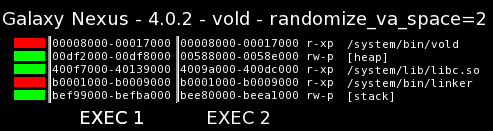 Galaxy Nexus - 4.0.2 - vold - randomize_va_space=2
00008000-00017000 00008000-00017000 r-xp /system/bin/vold
00df2000-00df8000 00588000-0058e000 rw-p [heap]
400f7000-40139000 4009a000-400dc000 r-xp /system/lib/libc.so
b0001000-b0009000 b0001000-b0009000 r-xp /system/bin/linker
bef99000-befba000 bee80000-beea1000 rw-p [stack]
EXEC 1 EXEC 2